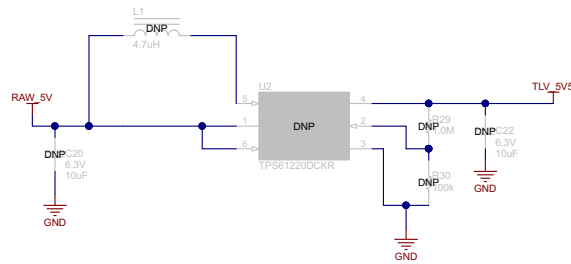 L1
DNP
4.7uH
RAW_5V
U2
TLV_5V5
5
4
1
DNP
2
6
3
TPS61220DCKR
DNP
C20
6.3V
10uF
R29
DNP
1.0M
DNP
C22
6.3V
10uF
R30
DNP
100k
GND
GND
GND